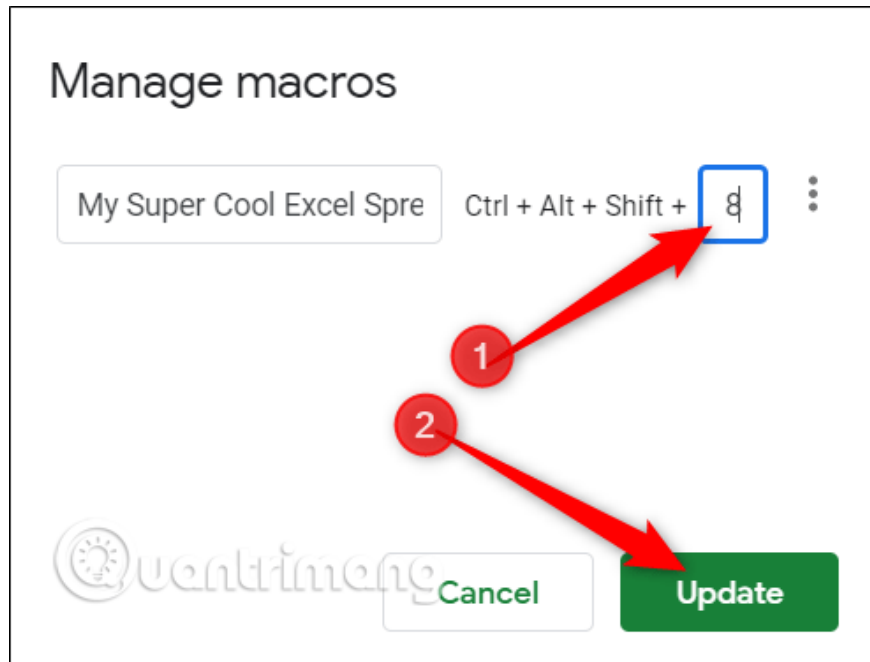 Manage macros
My Super Cool Excel Spre Ctrl + Alt + Shift + 8
1
2
Quantrimang
Cancel Update